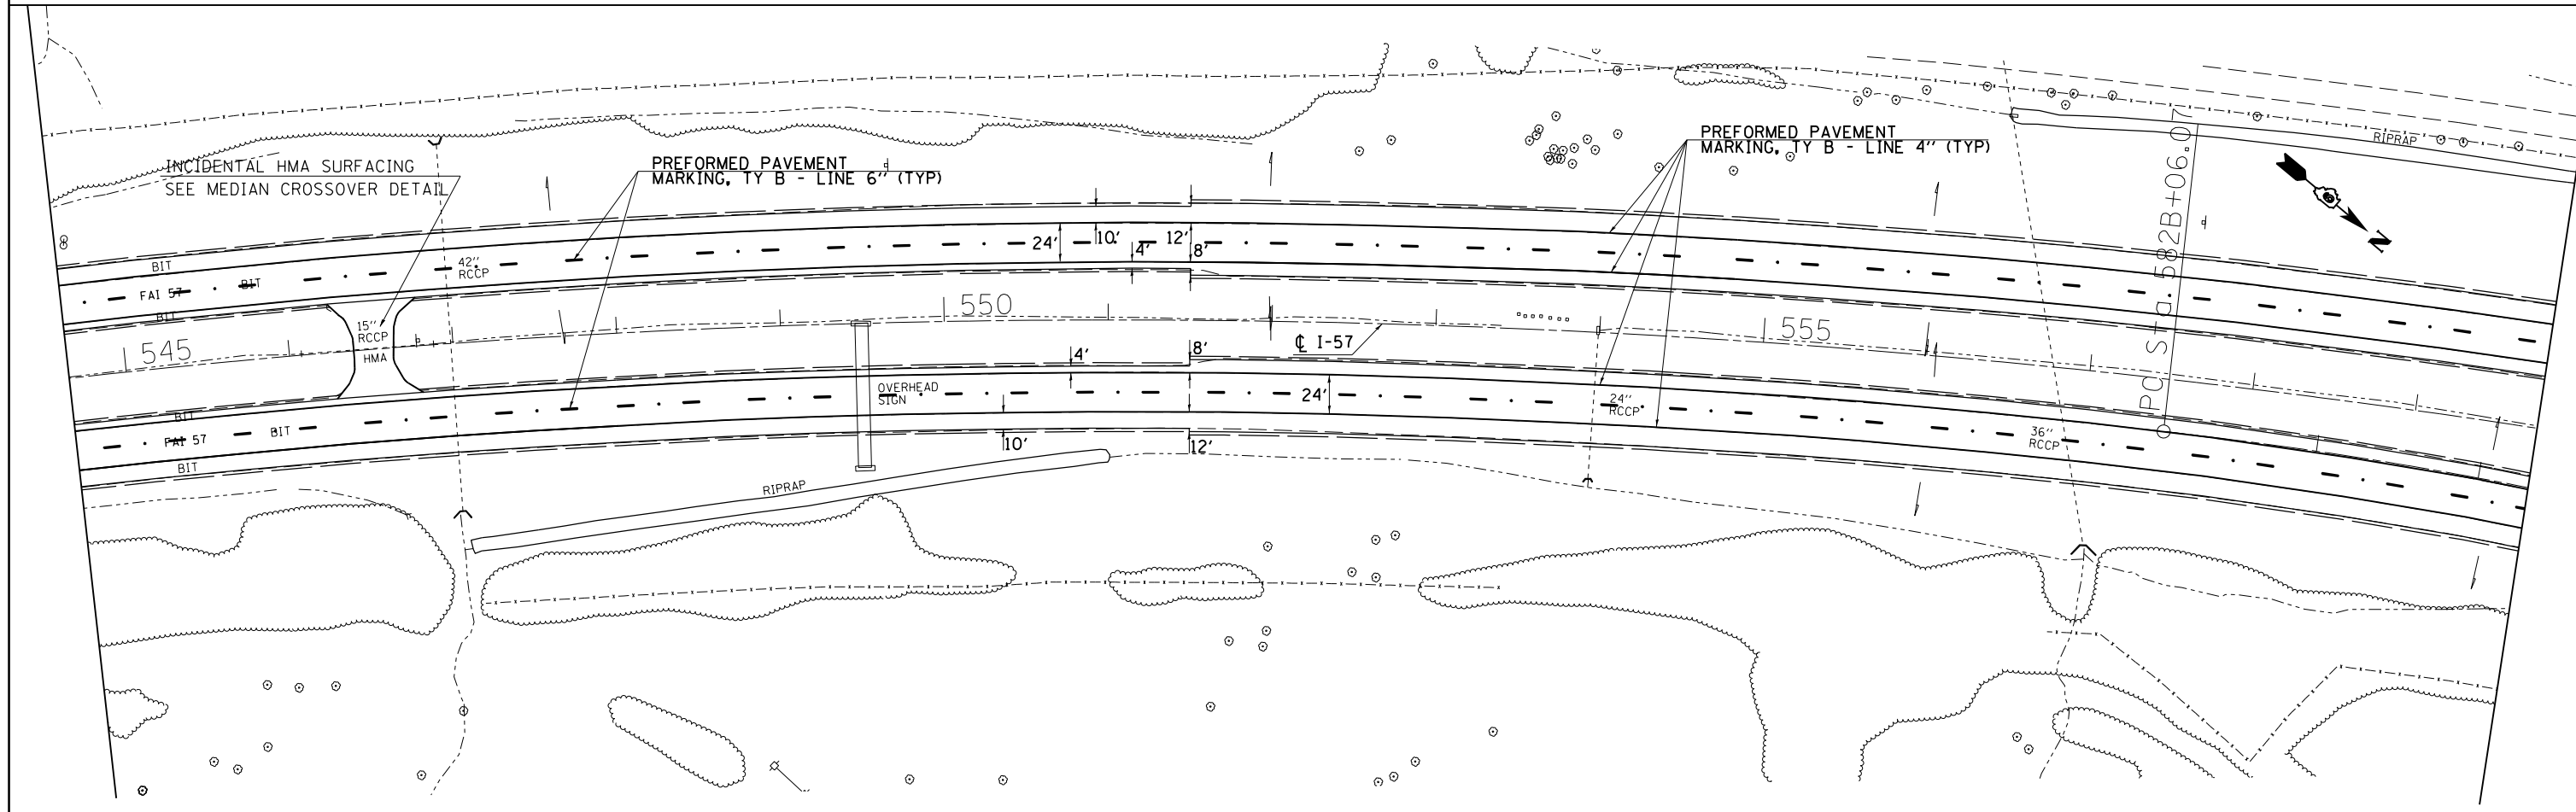 INCIDENTAL HMA SURFACING
SEE MEDIAN CROSSOVER DETAIL
PREFORMED PAVEMENT
MARKING, TY B - LINE 6" (TYP)
PREFORMED PAVEMENT
MARKING, TY B - LINE 4" (TYP)
RIPRAP
PC Sta. 582B+06.07
N
BIT
42"
RCCP
24'
10'
12'
4'
8'
FAI 57
BIT
BIT
15"
RCCP
HMA
545
550
℄ I-57
555
4'
8'
OVERHEAD
SIGN
24'
24"
RCCP
BIT
FAI 57
BIT
BIT
10'
12'
36"
RCCP
RIPRAP